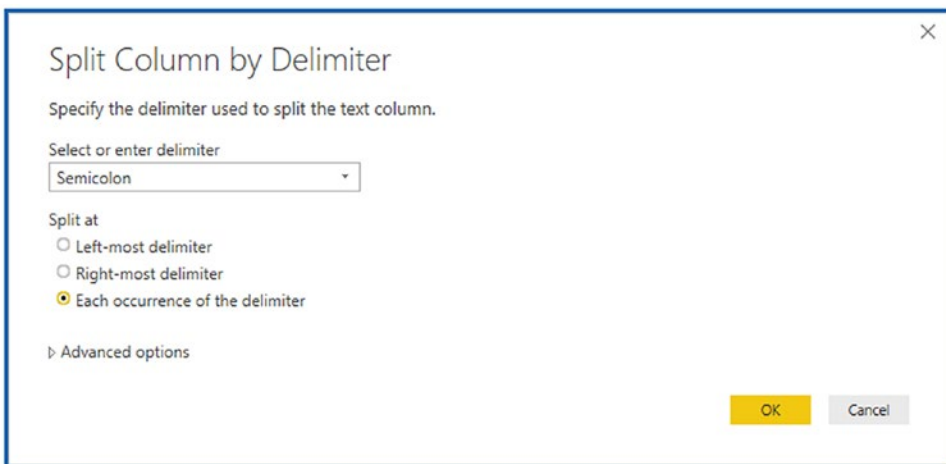 Split Column by Delimiter
Specify the delimiter used to split the text column.
Select or enter delimiter
Semicolon
Split at
Left-most delimiter
Right-most delimiter
Each occurrence of the delimiter
Advanced options
OK Cancel